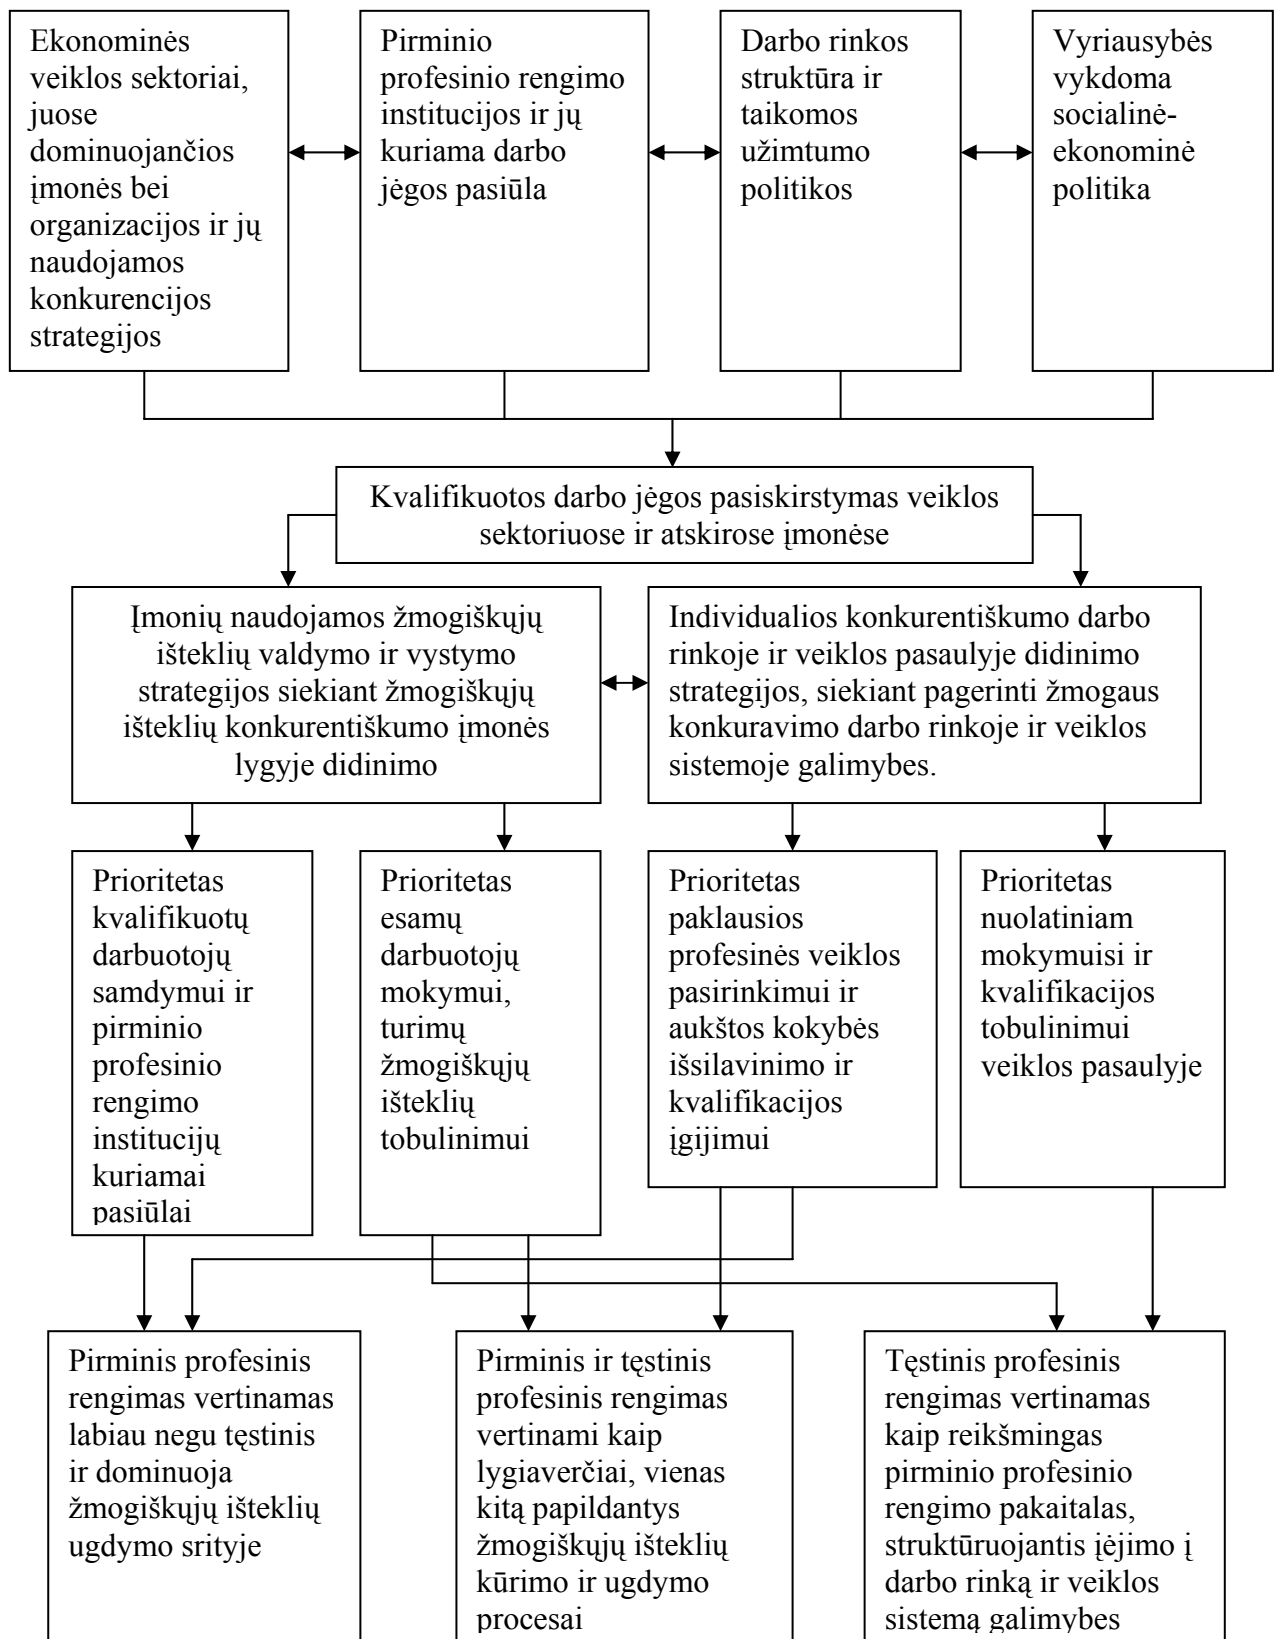 Ekonominės
veiklos sektoriai,
juose
dominuojančios
įmonės bei
organizacijos ir jų
naudojamos
konkurencijos
strategijos
Pirminio
profesinio rengimo
institucijos ir jų
kuriama darbo
jėgos pasiūla
Darbo rinkos
struktūra ir
taikomos
užimtumo
politikos
Vyriausybės
vykdoma
socialinė-
ekonominė
politika
Kvalifikuotos darbo jėgos pasiskirstymas veiklos
sektoriuose ir atskirose įmonėse
Įmonių naudojamos žmogiškųjų
išteklių valdymo ir vystymo
strategijos siekiant žmogiškųjų
išteklių konkurentiškumo įmonės
lygyje didinimo
Individualios konkurentiškumo darbo
rinkoje ir veiklos pasaulyje didinimo
strategijos, siekiant pagerinti žmogaus
konkuravimo darbo rinkoje ir veiklos
sistemoje galimybes.
Prioritetas
kvalifikuotų
darbuotojų
samdymui ir
pirminio
profesinio
rengimo
institucijų
kuriamai
pasiūlai
Prioritetas
esamų
darbuotojų
mokymui,
turimų
žmogiškųjų
išteklių
tobulinimui
Prioritetas
paklausios
profesinės veiklos
pasirinkimui ir
aukštos kokybės
išsilavinimo ir
kvalifikacijos
įgijimui
Prioritetas
nuolatiniam
mokymuisi ir
kvalifikacijos
tobulinimui
veiklos pasaulyje
Pirminis profesinis
rengimas vertinamas
labiau negu tęstinis
ir dominuoja
žmogiškųjų išteklių
ugdymo srityje
Pirminis ir tęstinis
profesinis rengimas
vertinami kaip
lygiaverčiai, vienas
kitą papildantys
žmogiškųjų išteklių
kūrimo ir ugdymo
procesai
Tęstinis profesinis
rengimas vertinamas
kaip reikšmingas
pirminio profesinio
rengimo pakaitalas,
struktūruojantis įėjimo į
darbo rinką ir veiklos
sistemą galimybes